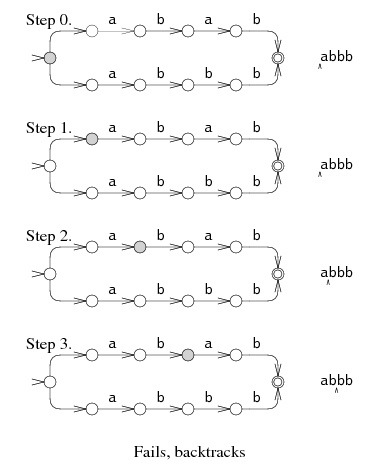 Step 0. a b a b
abbb
^
a b b b
Step 1. a b a b
abbb
^
a b b b
Step 2. a b a b
abbb
^
a b b b
Step 3. a b a b
abbb
^
a b b b
Fails, backtracks